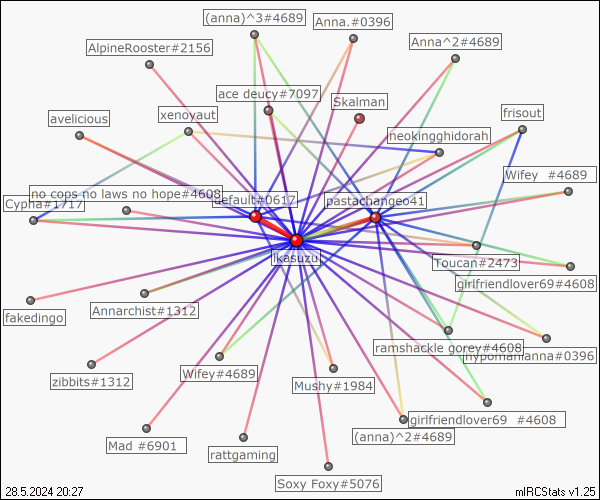 (anna)^3#4689
Anna.#0396
Anna^2#4689
AlpineRooster#2156
ace deucy#7097
Skalman
avelicious
xenoyaut
frisout
neokingghidorah
Wifey #4689
no cops no laws no hope#4608
default#0617
pastachangeo41
Cypha#1717
ikasuzu
Toucan#2473
girlfriendlover69#4608
Annarchist#1312
fakedingo
ramshackle gorey#4608
hypomanianna#0396
Wifey#4689
zibbits#1312
Mushy#1984
girlfriendlover69 #4608
(anna)^2#4689
Mad #6901
rattgaming
Soxy Foxy#5076
28.5.2024 20:27
mIRCStats v1.25